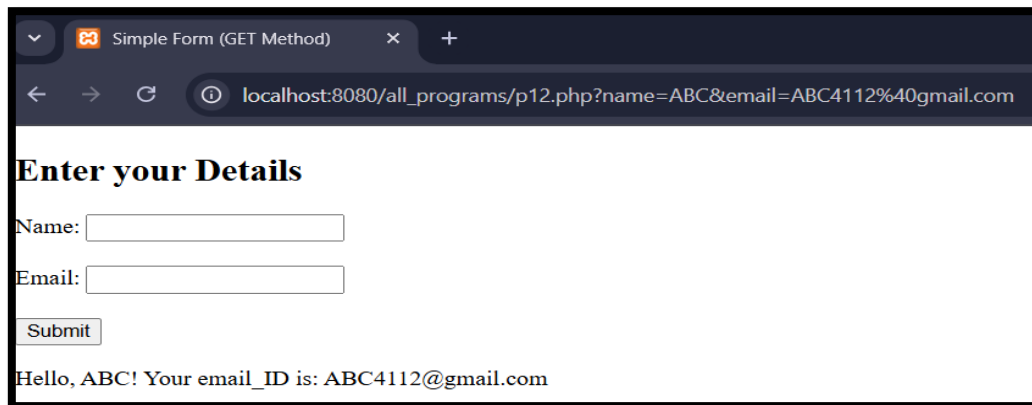 Simple Form (GET Method)
localhost:8080/all_programs/p12.php?name=ABC&email=ABC4112%40gmail.com
Enter your Details
Name:
Email:
Submit
Hello, ABC! Your email_ID is: ABC4112@gmail.com